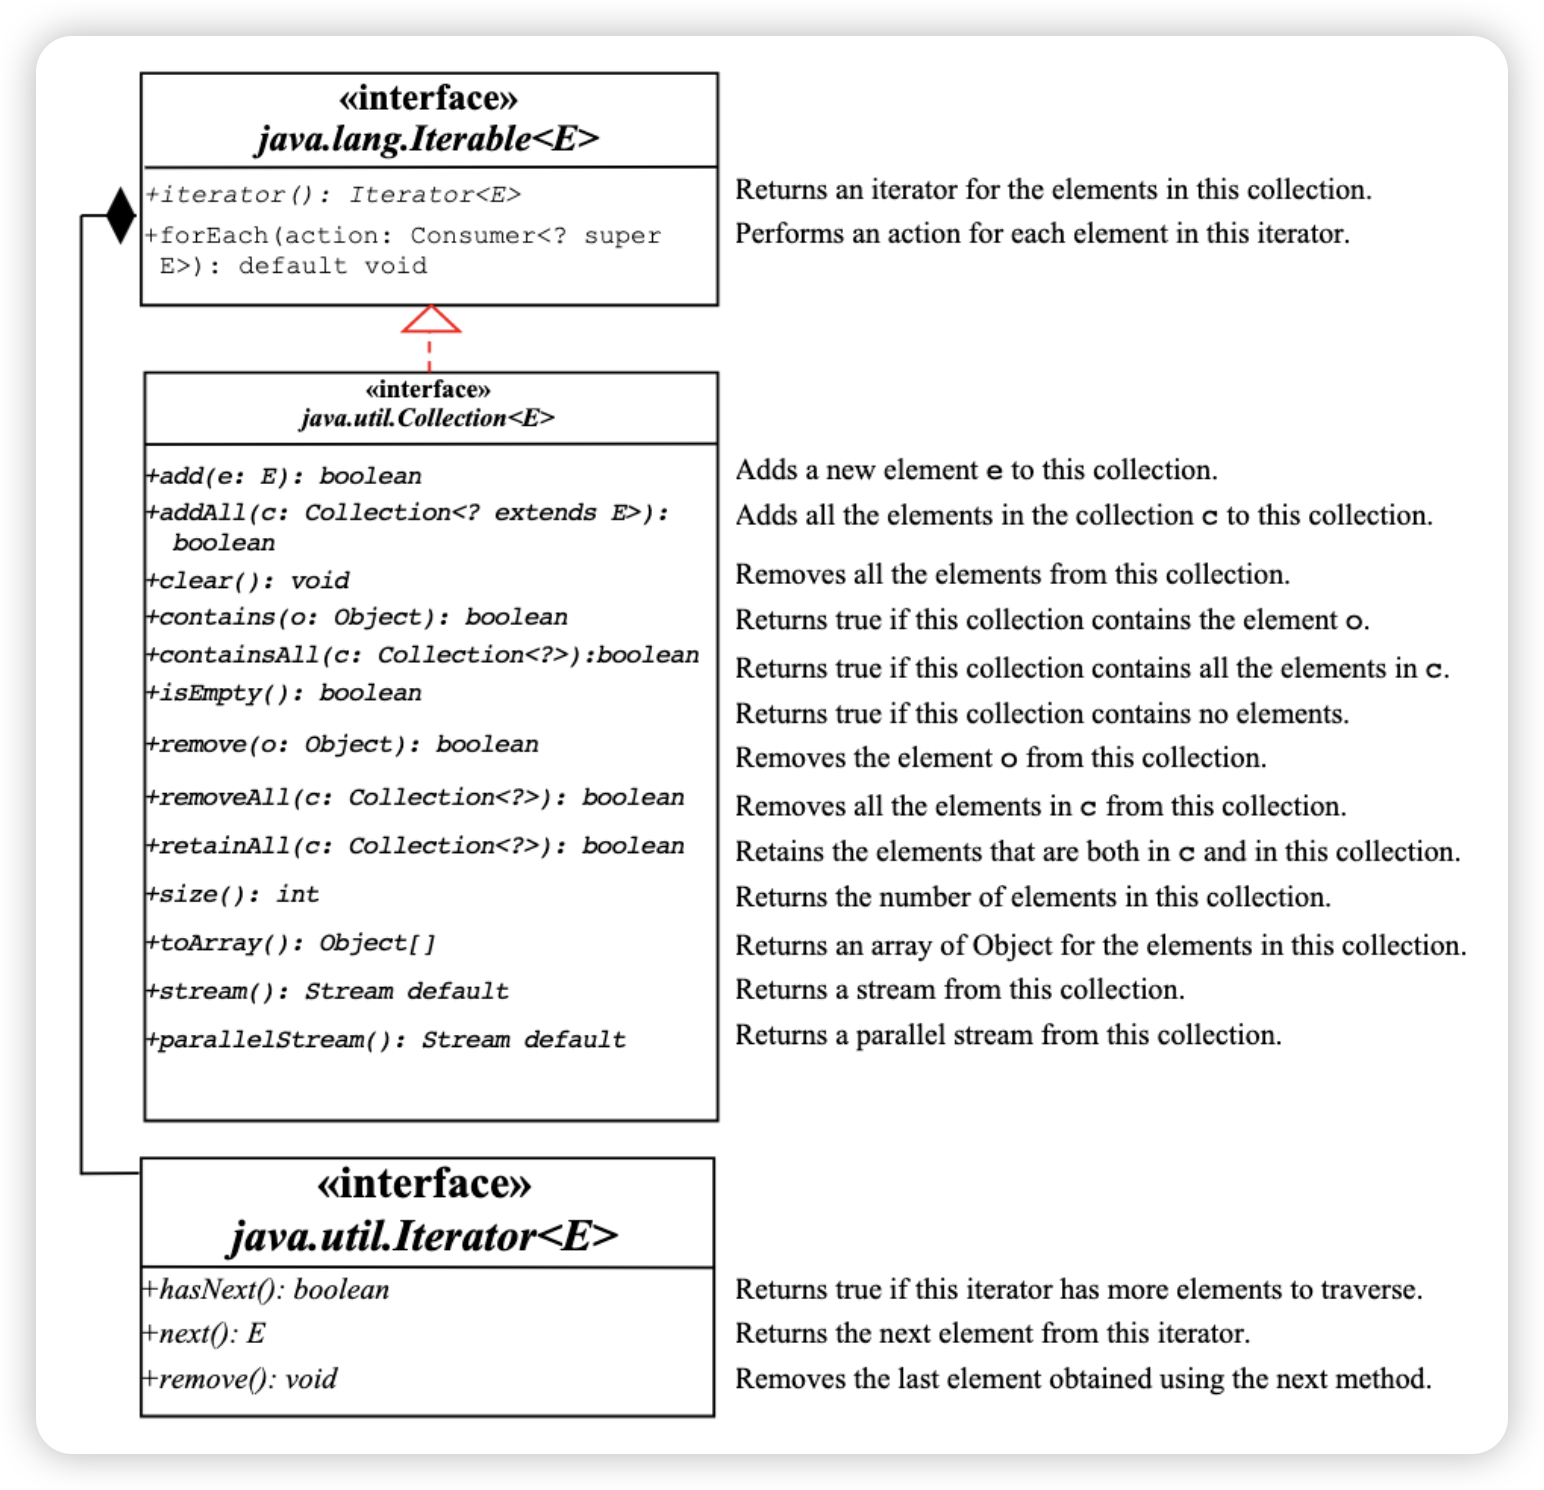 «interface»
java.lang.Iterable<E>
+iterator(): Iterator<E>
Returns an iterator for the elements in this collection.
+forEach(action: Consumer<? super
E>): default void
Performs an action for each element in this iterator.
«interface»
java.util.Collection<E>
+add(e: E): boolean
Adds a new element e to this collection.
+addAll(c: Collection<? extends E>):
boolean
Adds all the elements in the collection c to this collection.
+clear(): void
Removes all the elements from this collection.
+contains(o: Object): boolean
Returns true if this collection contains the element o.
+containsAll(c: Collection<?>):boolean
Returns true if this collection contains all the elements in c.
+isEmpty(): boolean
Returns true if this collection contains no elements.
+remove(o: Object): boolean
Removes the element o from this collection.
+removeAll(c: Collection<?>): boolean
Removes all the elements in c from this collection.
+retainAll(c: Collection<?>): boolean
Retains the elements that are both in c and in this collection.
+size(): int
Returns the number of elements in this collection.
+toArray(): Object[]
Returns an array of Object for the elements in this collection.
+stream(): Stream default
Returns a stream from this collection.
+parallelStream(): Stream default
Returns a parallel stream from this collection.
«interface»
java.util.Iterator<E>
+hasNext(): boolean
Returns true if this iterator has more elements to traverse.
+next(): E
Returns the next element from this iterator.
+remove(): void
Removes the last element obtained using the next method.